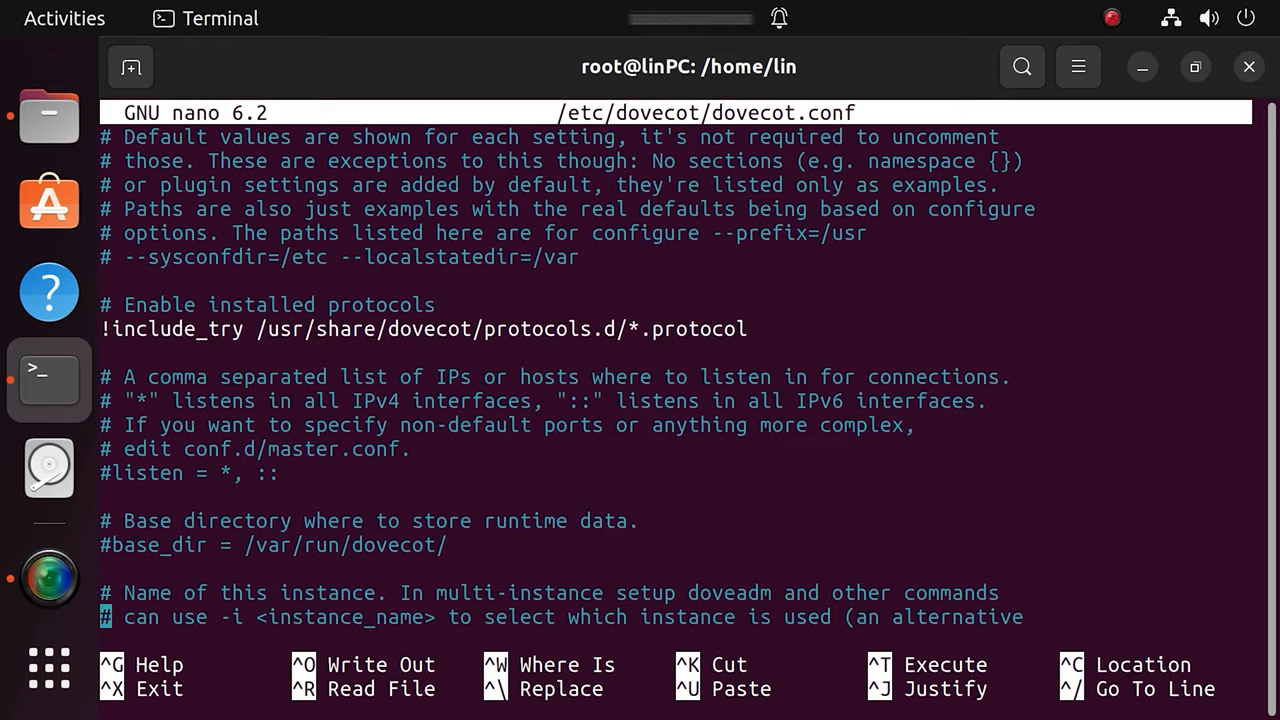 Activities Terminal
root@linPC: /home/lin
GNU nano 6.2 /etc/dovecot/dovecot.conf
# Default values are shown for each setting, it's not required to uncomment
# those. These are exceptions to this though: No sections (e.g. namespace {})
# or plugin settings are added by default, they're listed only as examples.
# Paths are also just examples with the real defaults being based on configure
# options. The paths listed here are for configure --prefix=/usr
# --sysconfdir=/etc --localstatedir=/var
# Enable installed protocols
!include_try /usr/share/dovecot/protocols.d/*.protocol
# A comma separated list of IPs or hosts where to listen in for connections.
# "*" listens in all IPv4 interfaces, "::" listens in all IPv6 interfaces.
# If you want to specify non-default ports or anything more complex,
# edit conf.d/master.conf.
#listen = *, ::
# Base directory where to store runtime data.
#base_dir = /var/run/dovecot/
# Name of this instance. In multi-instance setup doveadm and other commands
# can use -i <instance_name> to select which instance is used (an alternative
^G Help ^O Write Out ^W Where Is ^K Cut ^T Execute ^C Location
^X Exit ^R Read File ^\ Replace ^U Paste ^J Justify ^/ Go To Line